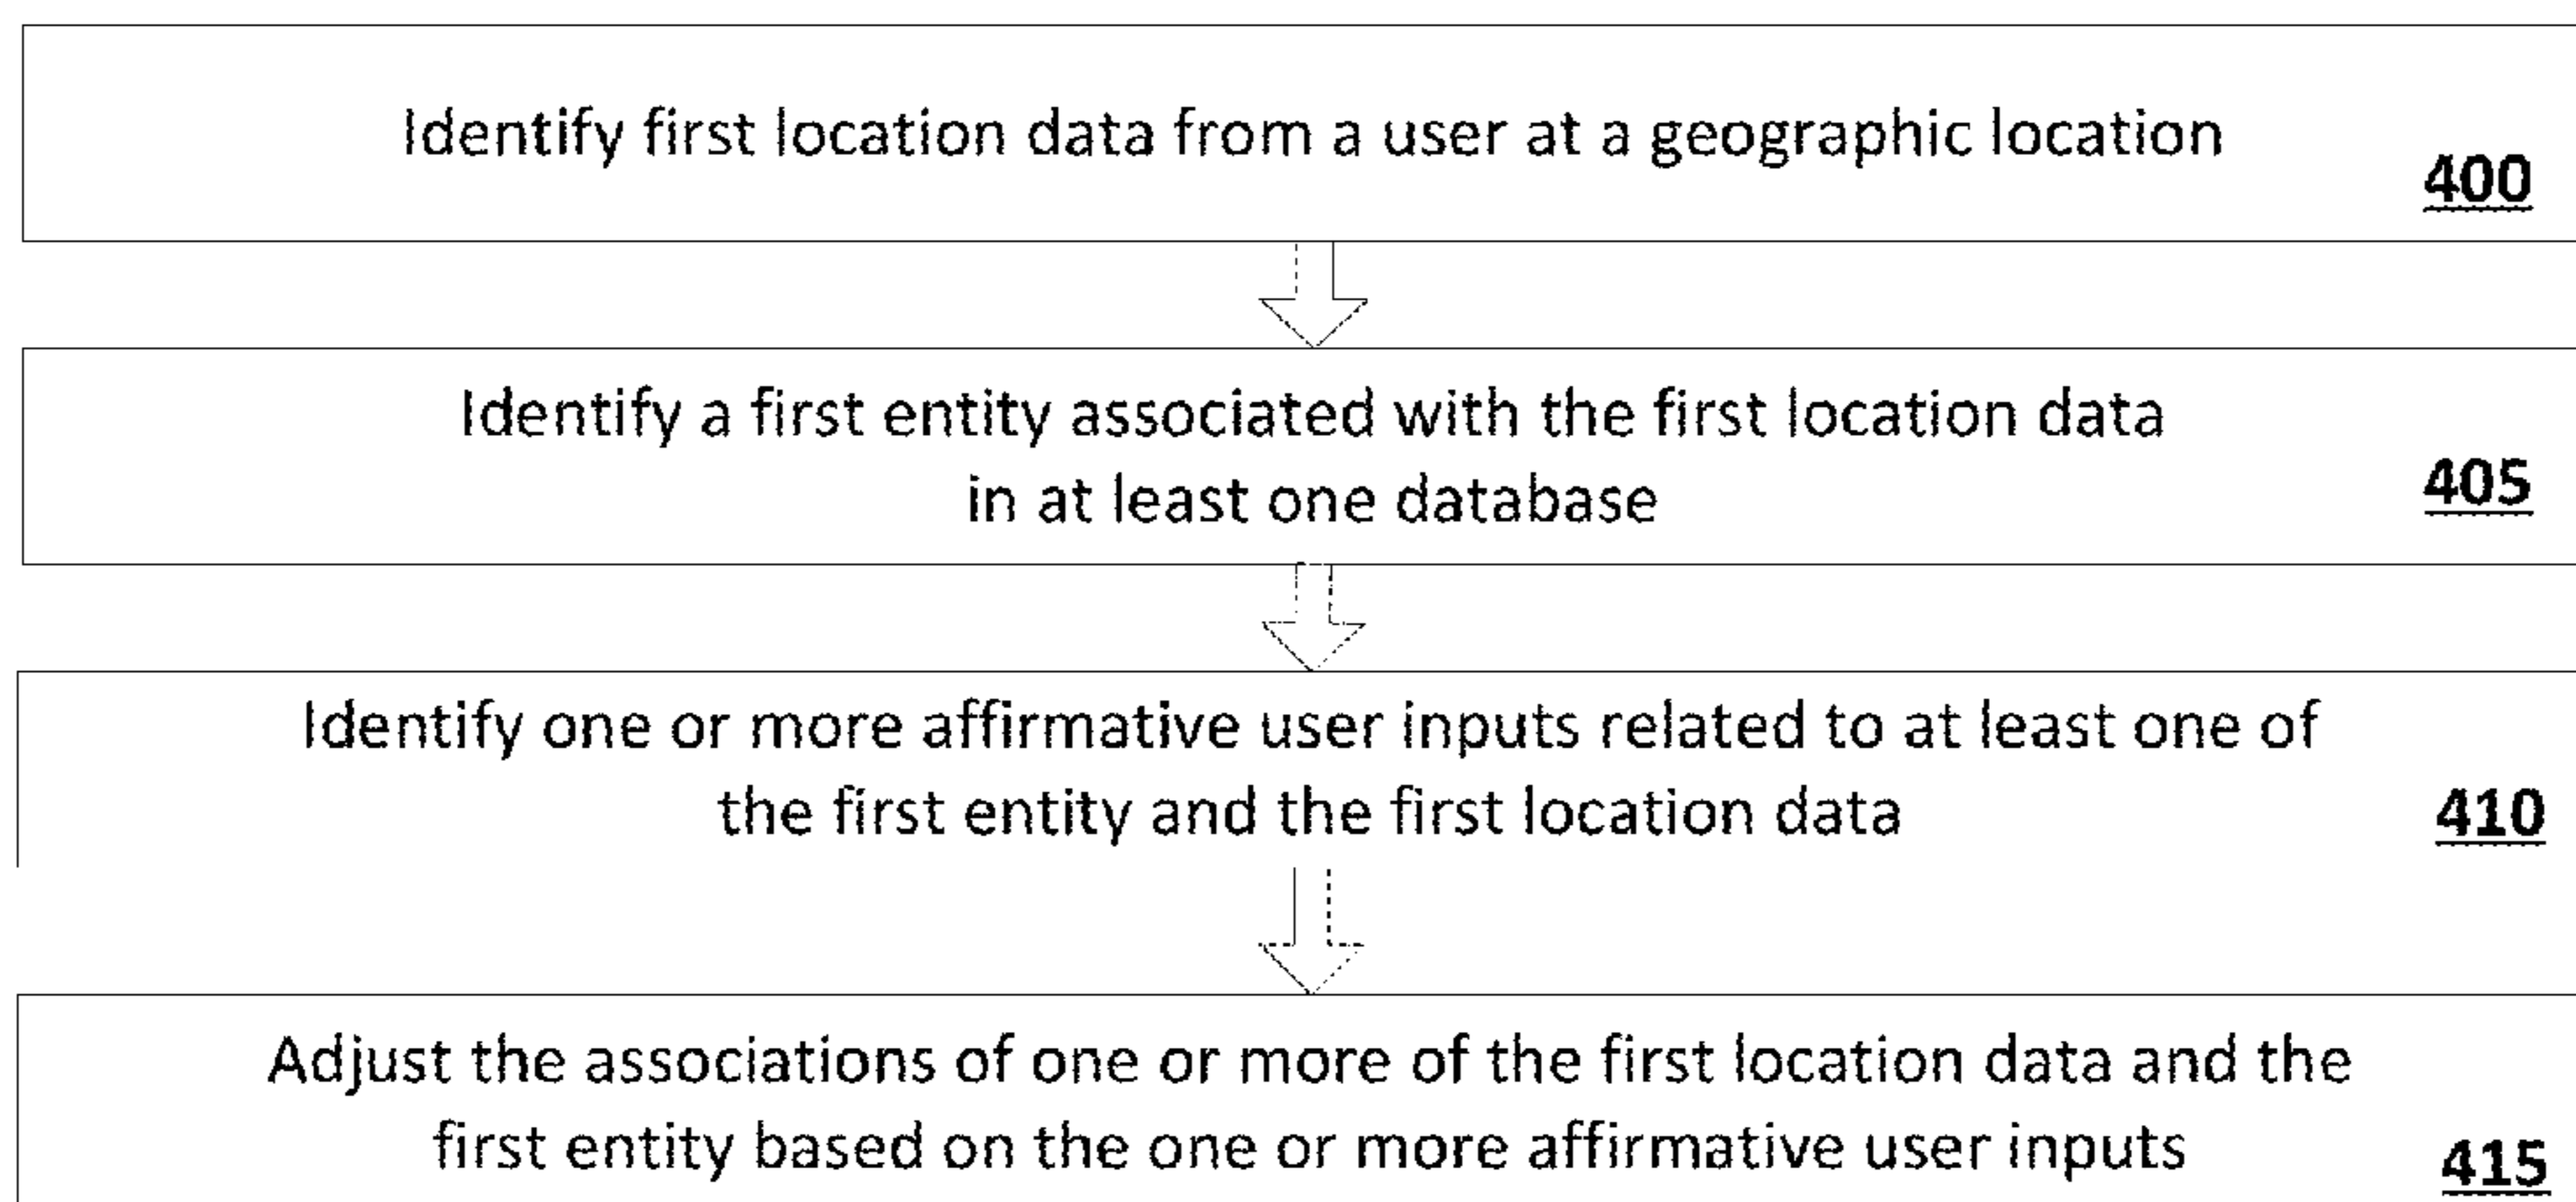 Identify first location data from a user at a geographic location
400
Identify a first entity associated with the first location data
in at least one database
405
Identify one or more affirmative user inputs related to at least one of
the first entity and the first location data
410
Adjust the associations of one or more of the first location data and the
first entity based on the one or more affirmative user inputs
415